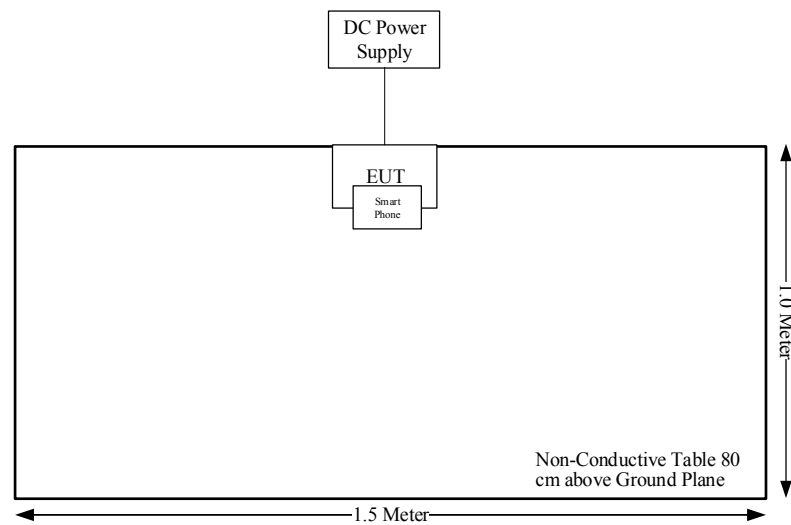 DC Power
Supply
EUT
Smart
Phone
1.0 Meter
Non-Conductive Table 80
cm above Ground Plane
1.5 Meter